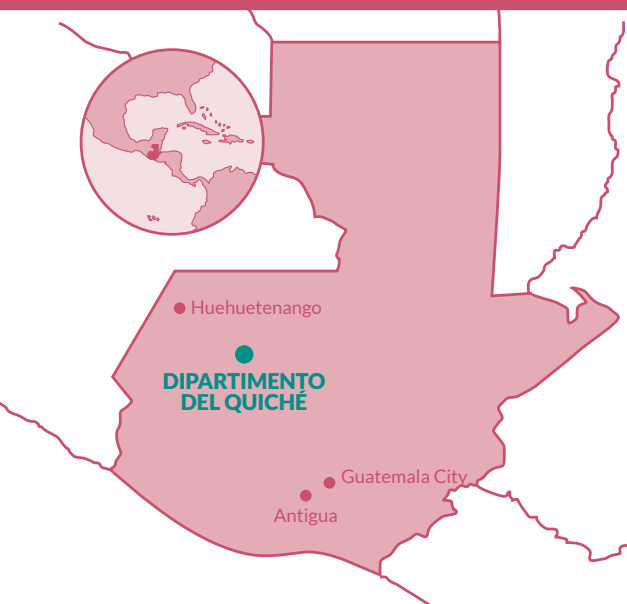 Huehuetenango
DIPARTIMENTO
DEL QUICHÉ
Guatemala City
Antigua